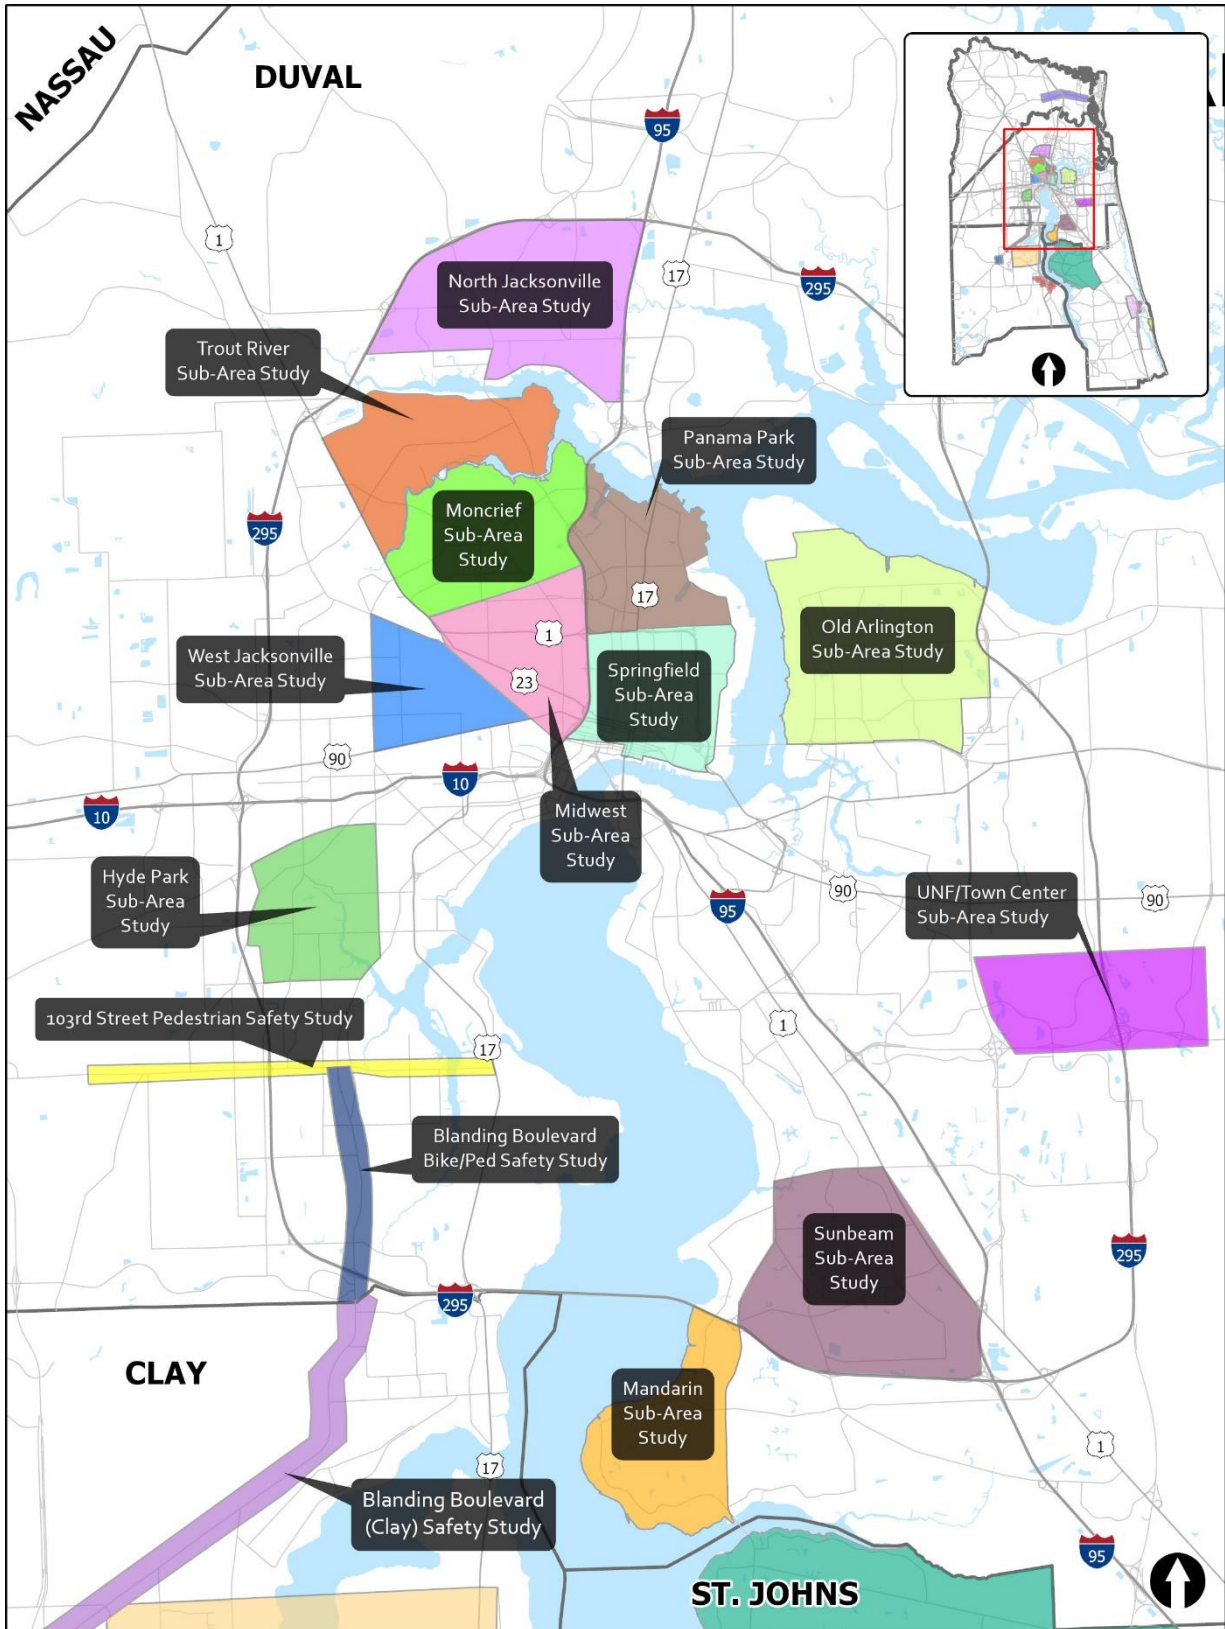 NASSAU
DUVAL
95
1
17
295
North Jacksonville
Sub-Area Study
Trout River
Sub-Area Study
Panama Park
Sub-Area Study
Moncrief
Sub-Area
Study
295
17
1
Old Arlington
Sub-Area Study
West Jacksonville
Sub-Area Study
Springfield
Sub-Area
Study
23
90
10
10
Midwest
Sub-Area
Study
Hyde Park
Sub-Area
Study
90
95
UNF/Town Center
Sub-Area Study
90
103rd Street Pedestrian Safety Study
1
17
Blanding Boulevard
Bike/Ped Safety Study
Sunbeam
Sub-Area
Study
295
295
CLAY
Mandarin
Sub-Area
Study
1
17
Blanding Boulevard
(Clay) Safety Study
95
ST. JOHNS